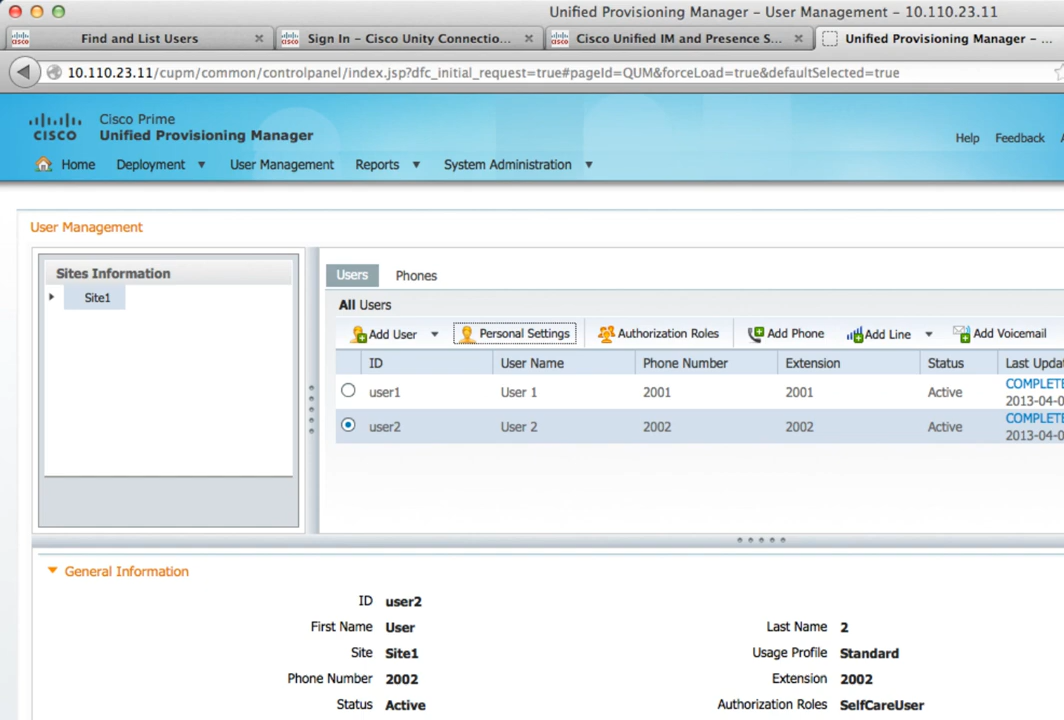 Unified Provisioning Manager – User Management – 10.110.23.11
Find and List Users
Sign In – Cisco Unity Connectio...
Cisco Unified IM and Presence S...
Unified Provisioning Manager – ...
10.110.23.11/cupm/common/controlpanel/index.jsp?dfc_initial_request=true#pageId=QUM&forceLoad=true&defaultSelected=true
CISCO
Cisco Prime
Unified Provisioning Manager
Help Feedback
Home Deployment User Management Reports System Administration
User Management
Sites Information
Site1
Users Phones
All Users
Add User Personal Settings Authorization Roles Add Phone Add Line Add Voicemail
ID User Name Phone Number Extension Status Last Upda
user1 User 1 2001 2001 Active COMPLETE
2013-04-0
user2 User 2 2002 2002 Active COMPLETE
2013-04-0
General Information
ID user2
First Name User Last Name 2
Site Site1 Usage Profile Standard
Phone Number 2002 Extension 2002
Status Active Authorization Roles SelfCareUser